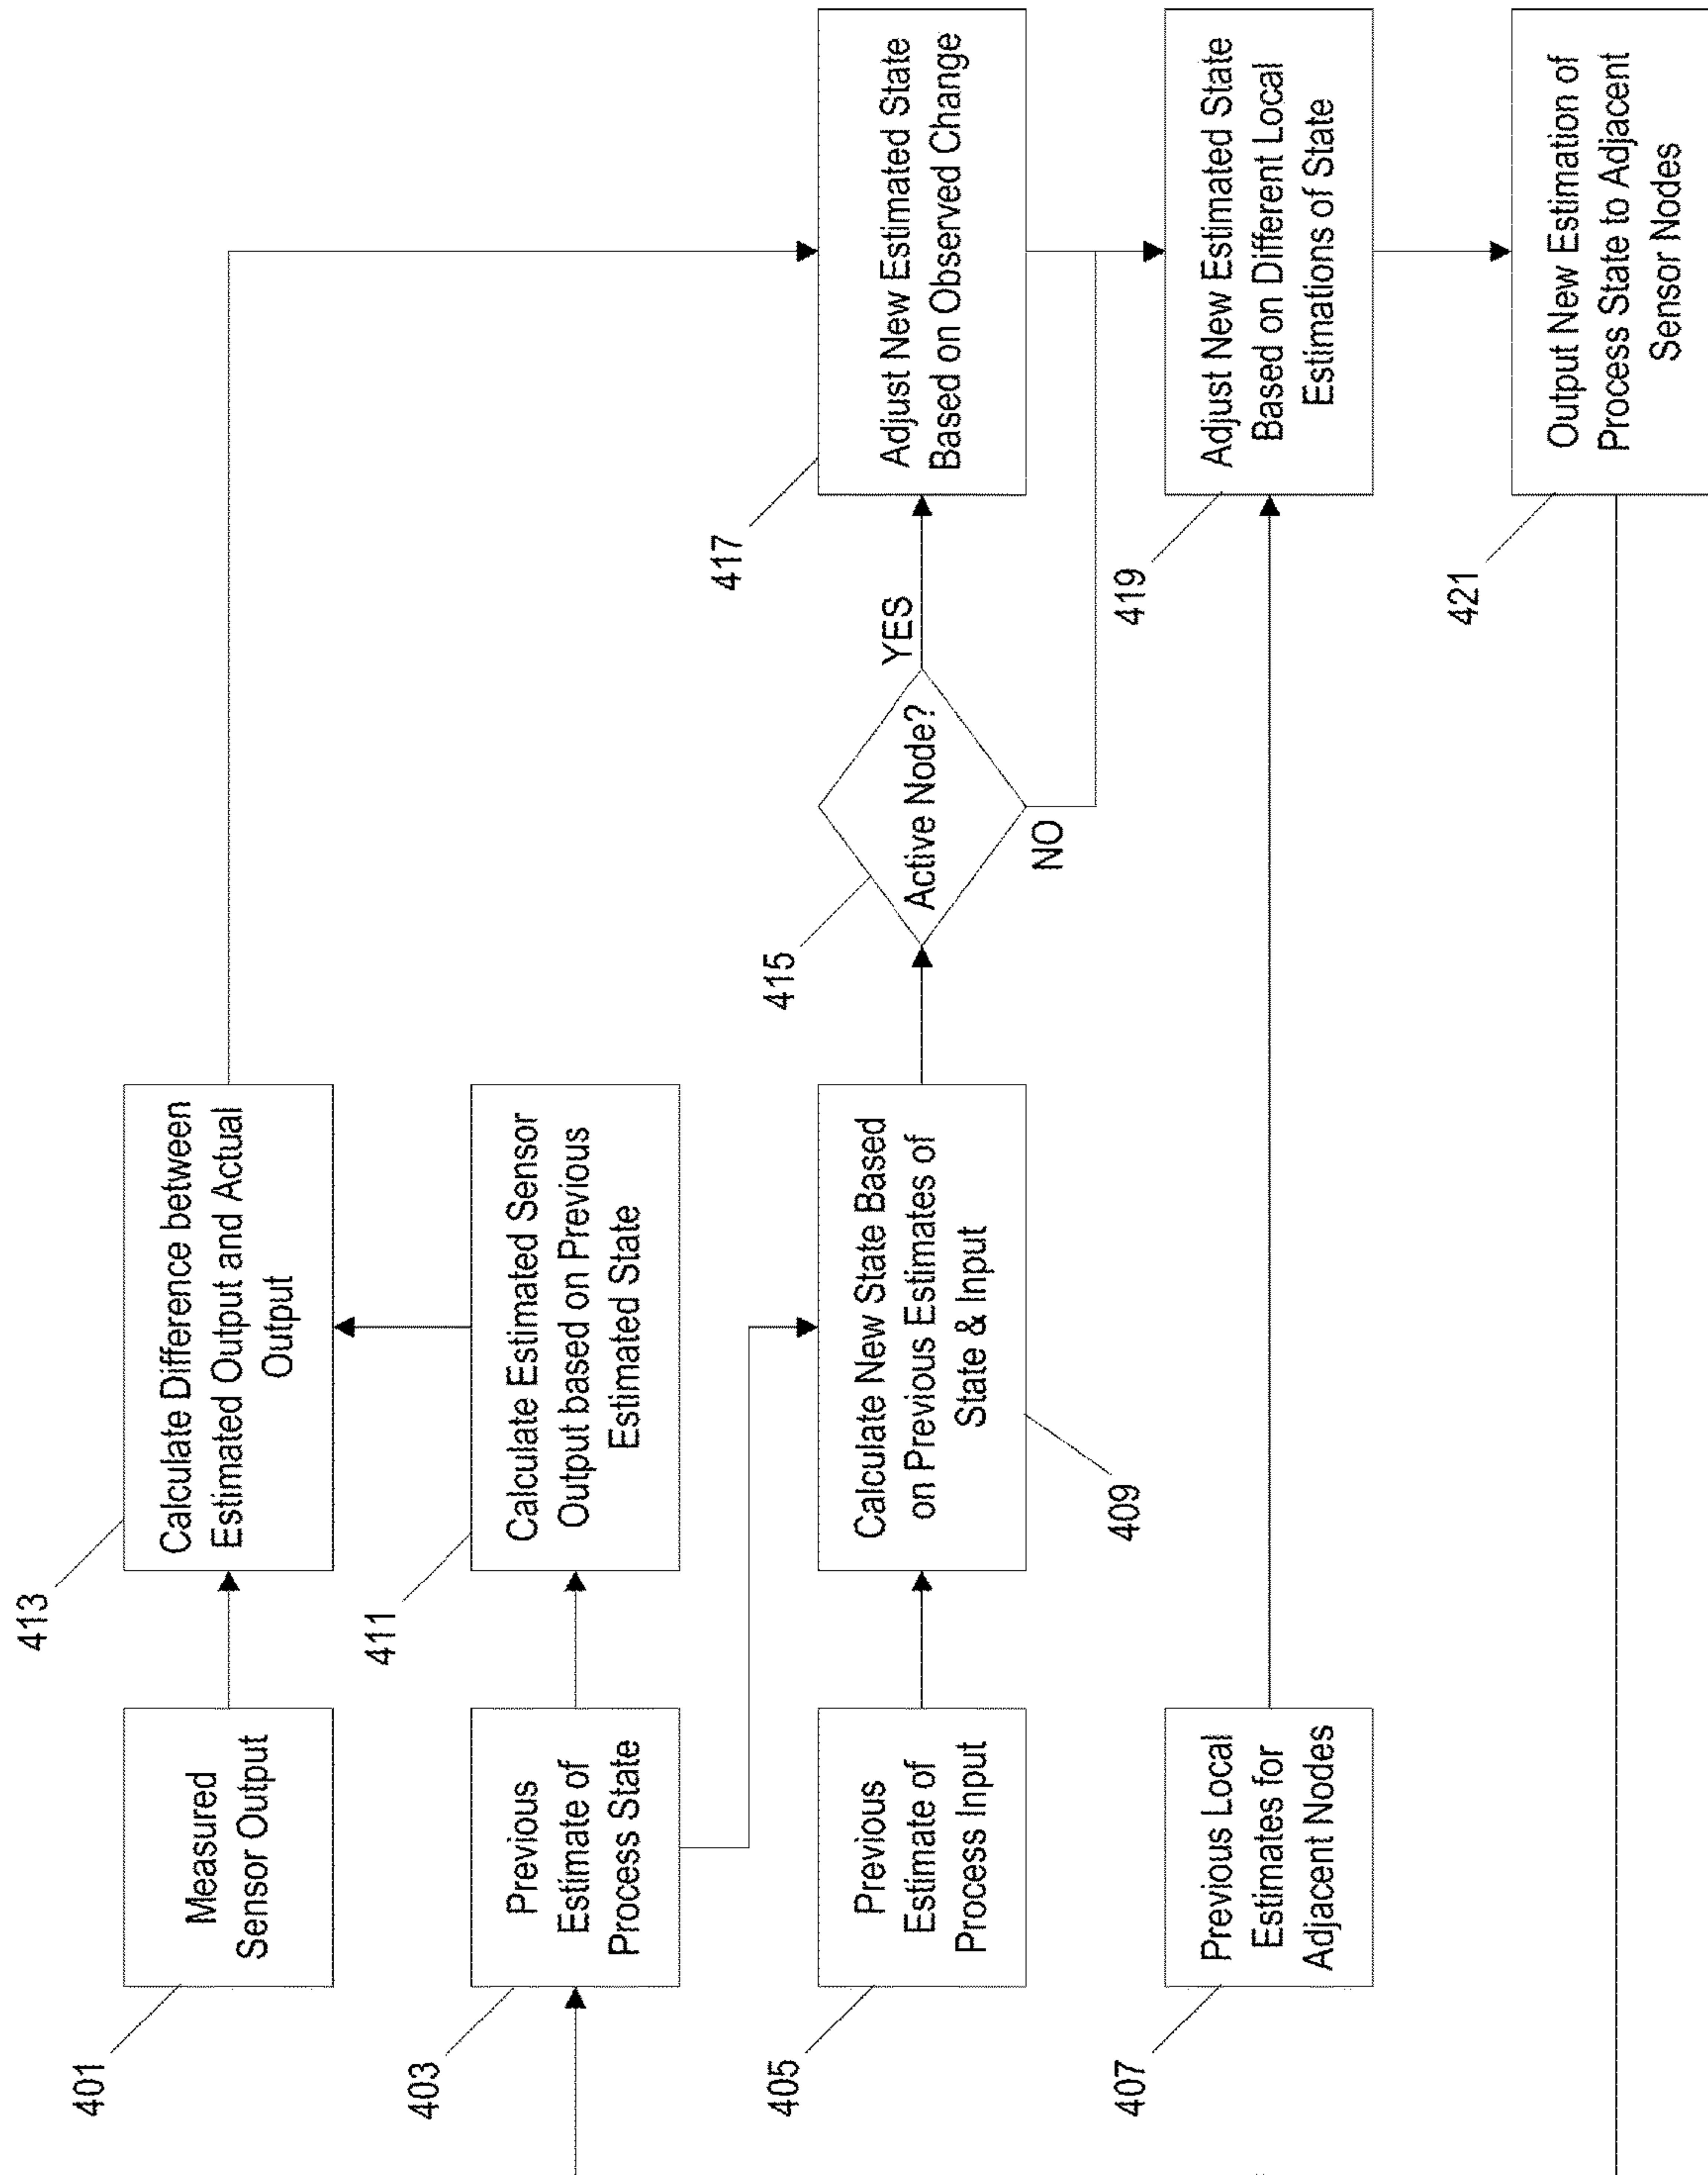 413
Calculate Difference between
Estimated Output and Actual
Output
401
Measured
Sensor Output
411
Calculate Estimated Sensor
Output based on Previous
Estimated State
403
Previous
Estimate of
Process State
405
Previous
Estimate of
Process Input
409
Calculate New State Based
on Previous Estimates of
State & Input
415
Active Node?
YES
NO
417
Adjust New Estimated State
Based on Observed Change
407
Previous Local
Estimates for
Adjacent Nodes
419
Adjust New Estimated State
Based on Different Local
Estimations of State
421
Output New Estimation of
Process State to Adjacent
Sensor Nodes